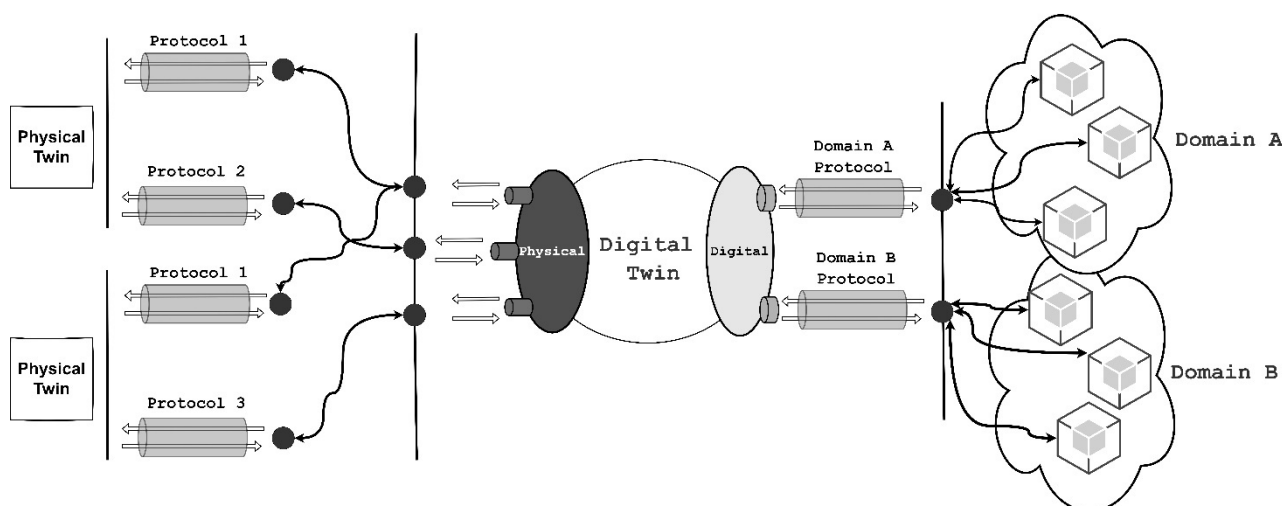 Protocol 1
Physical
Twin
Protocol 2
Protocol 1
Physical
Twin
Protocol 3
Physical
Digital
Twin
Digital
Domain A
Protocol
Domain B
Protocol
Domain A
Domain B